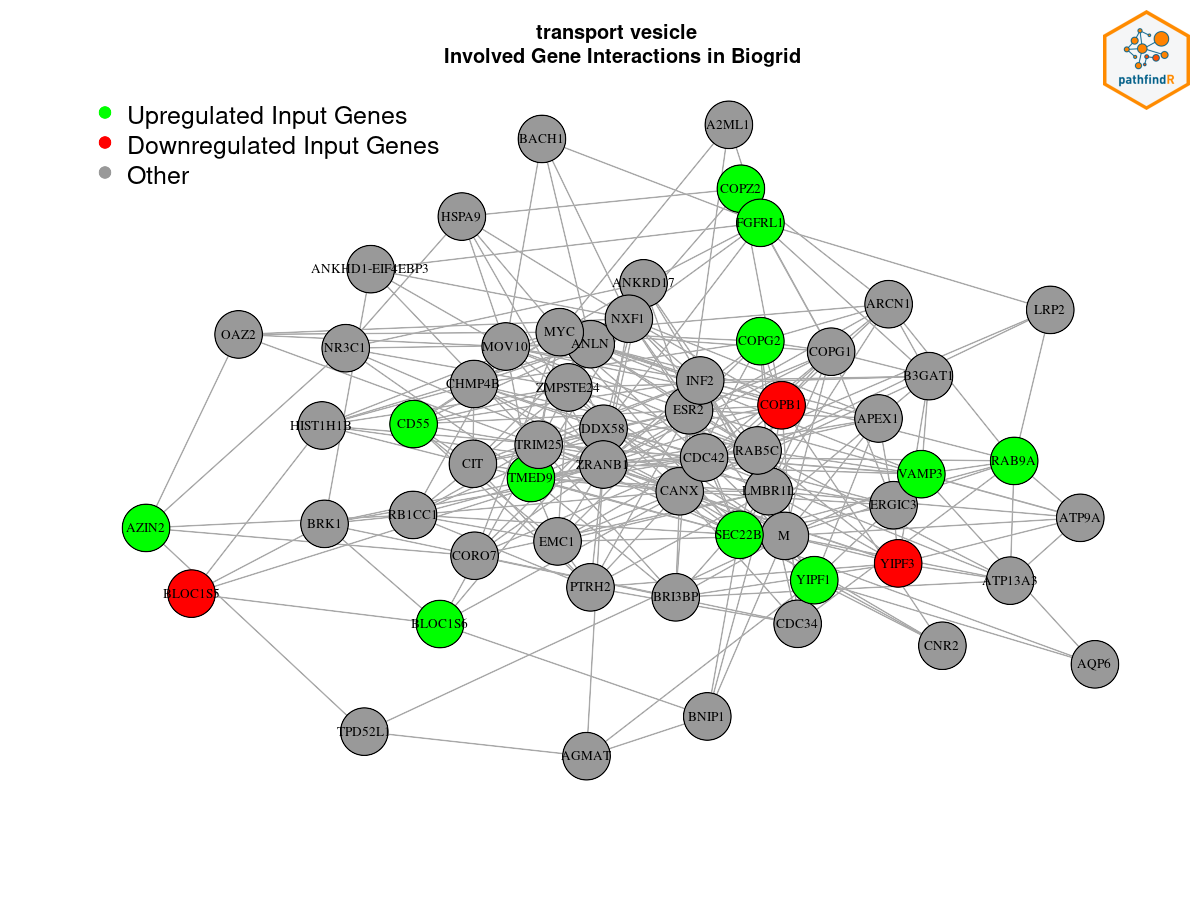 transport vesicle
Involved Gene Interactions in Biogrid
pathfindR
Upregulated Input Genes
Downregulated Input Genes
Other
A2ML1
BACH1
COPZ2
HSPA9
FGFRL1
ANKHD1-EIF4EBP3
ANKRD17
ARCN1
LRP2
NXF1
OAZ2
MYC
COPG2
ANLN
MOV10
NR3C1
COPG1
B3GAT1
INF2
CHMP4B
ZMPSTE24
COPB1
ESR2
APEX1
CD55
HIST1H1B
DDX58
TRIM25
RAB5C
CDC42
RAB9A
CIT
ZRANB1
VAMP3
TMED9
CANX
LMBR1L
ERGIC3
RB1CC1
ATP9A
BRK1
AZIN2
SEC22B
M
EMC1
CORO7
YIPF3
YIPF1
ATP13A3
PTRH2
BLOC1S5
BRI3BP
BLOC1S6
CDC34
CNR2
AQP6
BNIP1
TPD52L1
AGMAT